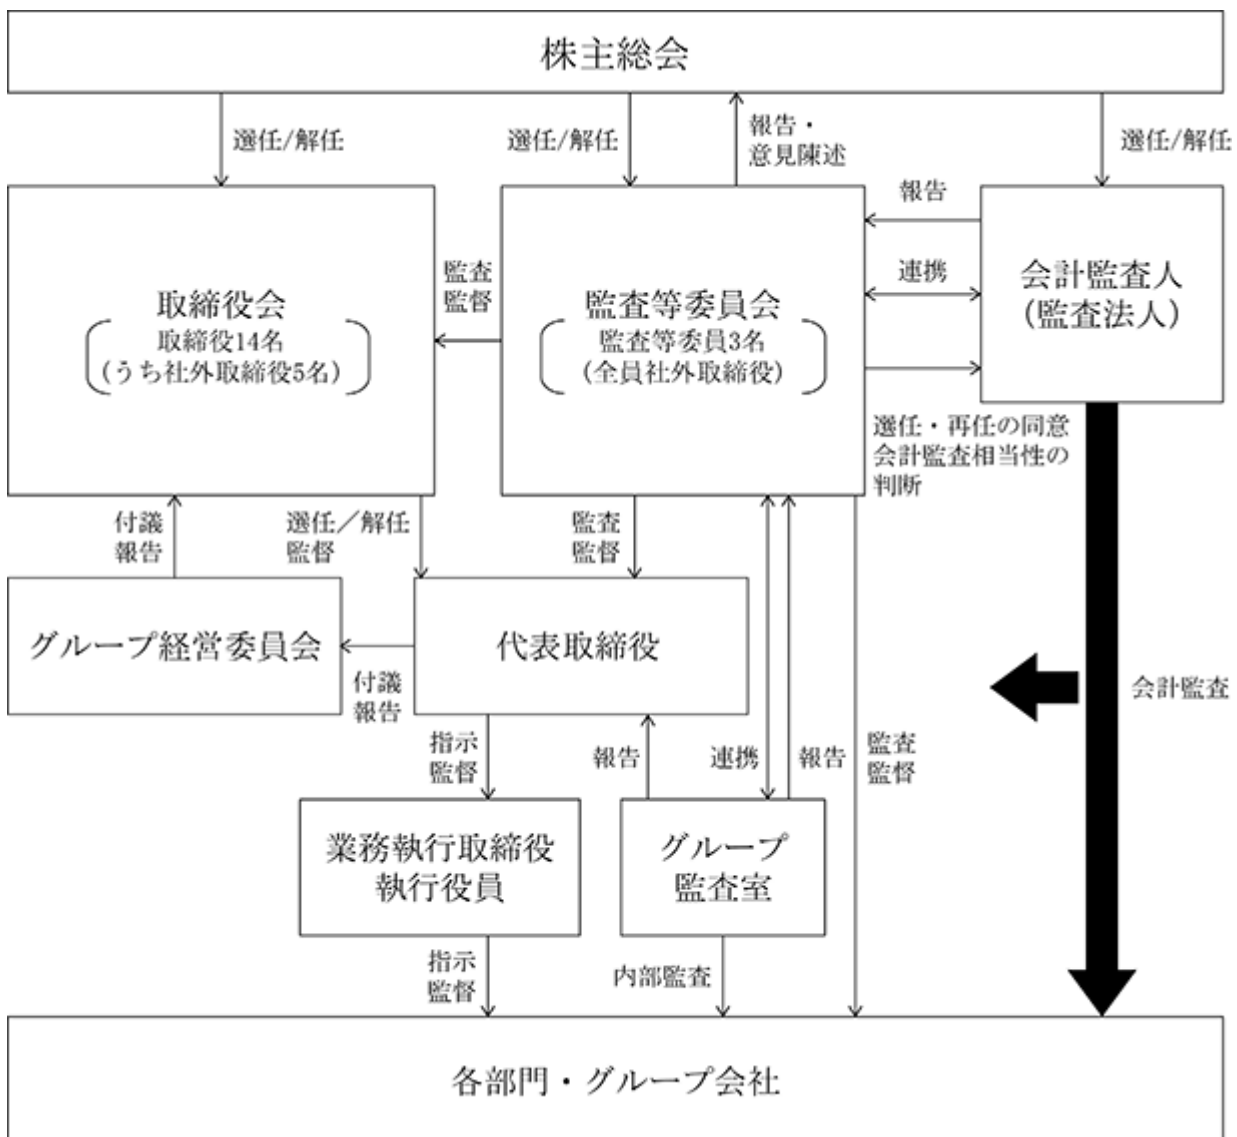 株主総会
選任/解任
選任/解任
報告・
意見陳述
選任/解任
取締役会
取締役14名
(うち社外取締役5名)
監査
監督
監査等委員会
監査等委員3名
(全員社外取締役)
報告
連携
会計監査人
(監査法人)
選任・再任の同意
会計監査相当性の
判断
付議
報告
選任／解任
監督
監査
監督
グループ経営委員会
付議
報告
代表取締役
会計監査
指示
監督
報告
連携
報告
監査
監督
業務執行取締役
執行役員
グループ
監査室
指示
監督
内部監査
各部門・グループ会社